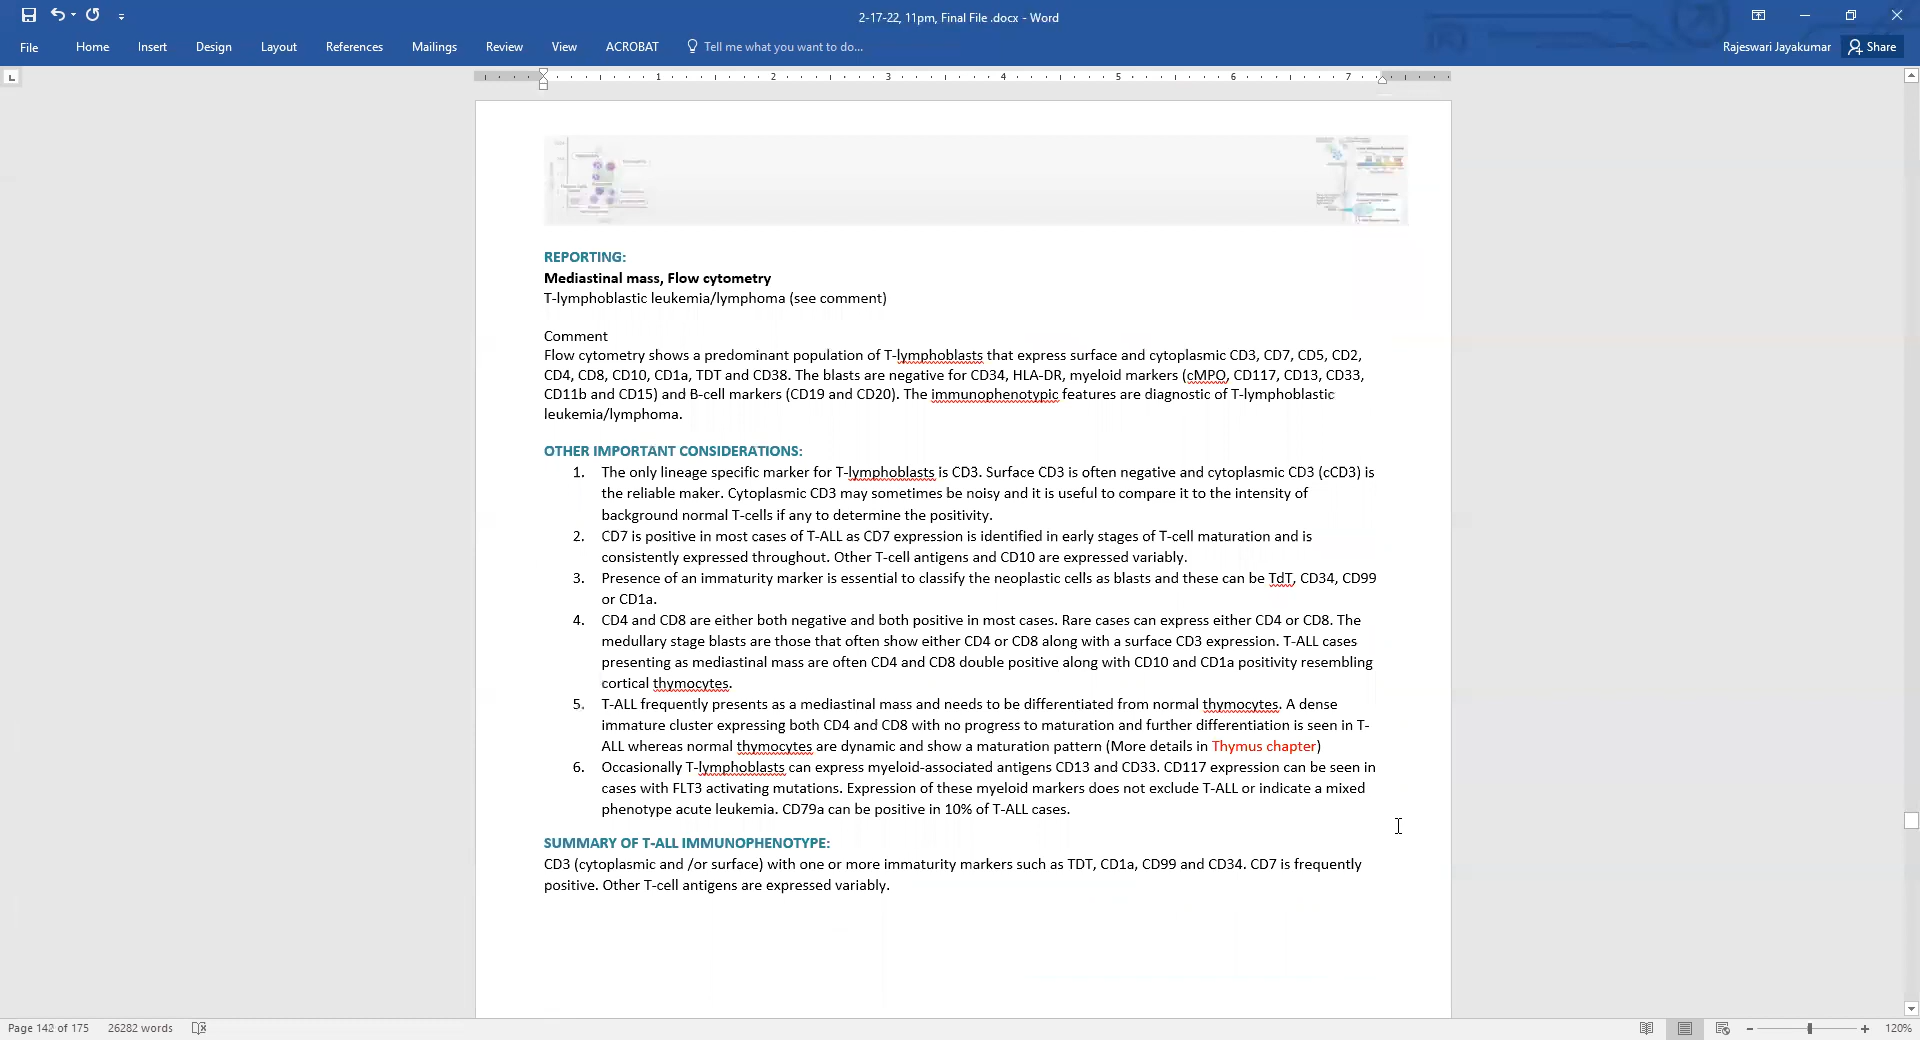 2-17-22, 11pm, Final File .docx - Word
File Home Insert Design Layout References Mailings Review View ACROBAT Tell me what you want to do... Rajeswari Jayakumar Share
1 2 3 4 5 6 7
REPORTING:
Mediastinal mass, Flow cytometry
T-lymphoblastic leukemia/lymphoma (see comment)
Comment
Flow cytometry shows a predominant population of T-lymphoblasts that express surface and cytoplasmic CD3, CD7, CD5, CD2,
CD4, CD8, CD10, CD1a, TDT and CD38. The blasts are negative for CD34, HLA-DR, myeloid markers (cMPO, CD117, CD13, CD33,
CD11b and CD15) and B-cell markers (CD19 and CD20). The immunophenotypic features are diagnostic of T-lymphoblastic
leukemia/lymphoma.
OTHER IMPORTANT CONSIDERATIONS:
1. The only lineage specific marker for T-lymphoblasts is CD3. Surface CD3 is often negative and cytoplasmic CD3 (cCD3) is
the reliable maker. Cytoplasmic CD3 may sometimes be noisy and it is useful to compare it to the intensity of
background normal T-cells if any to determine the positivity.
2. CD7 is positive in most cases of T-ALL as CD7 expression is identified in early stages of T-cell maturation and is
consistently expressed throughout. Other T-cell antigens and CD10 are expressed variably.
3. Presence of an immaturity marker is essential to classify the neoplastic cells as blasts and these can be TdT, CD34, CD99
or CD1a.
4. CD4 and CD8 are either both negative and both positive in most cases. Rare cases can express either CD4 or CD8. The
medullary stage blasts are those that often show either CD4 or CD8 along with a surface CD3 expression. T-ALL cases
presenting as mediastinal mass are often CD4 and CD8 double positive along with CD10 and CD1a positivity resembling
cortical thymocytes.
5. T-ALL frequently presents as a mediastinal mass and needs to be differentiated from normal thymocytes. A dense
immature cluster expressing both CD4 and CD8 with no progress to maturation and further differentiation is seen in T-
ALL whereas normal thymocytes are dynamic and show a maturation pattern (More details in Thymus chapter)
6. Occasionally T-lymphoblasts can express myeloid-associated antigens CD13 and CD33. CD117 expression can be seen in
cases with FLT3 activating mutations. Expression of these myeloid markers does not exclude T-ALL or indicate a mixed
phenotype acute leukemia. CD79a can be positive in 10% of T-ALL cases.
SUMMARY OF T-ALL IMMUNOPHENOTYPE:
CD3 (cytoplasmic and /or surface) with one or more immaturity markers such as TDT, CD1a, CD99 and CD34. CD7 is frequently
positive. Other T-cell antigens are expressed variably.
Page 142 of 175 26282 words 120%